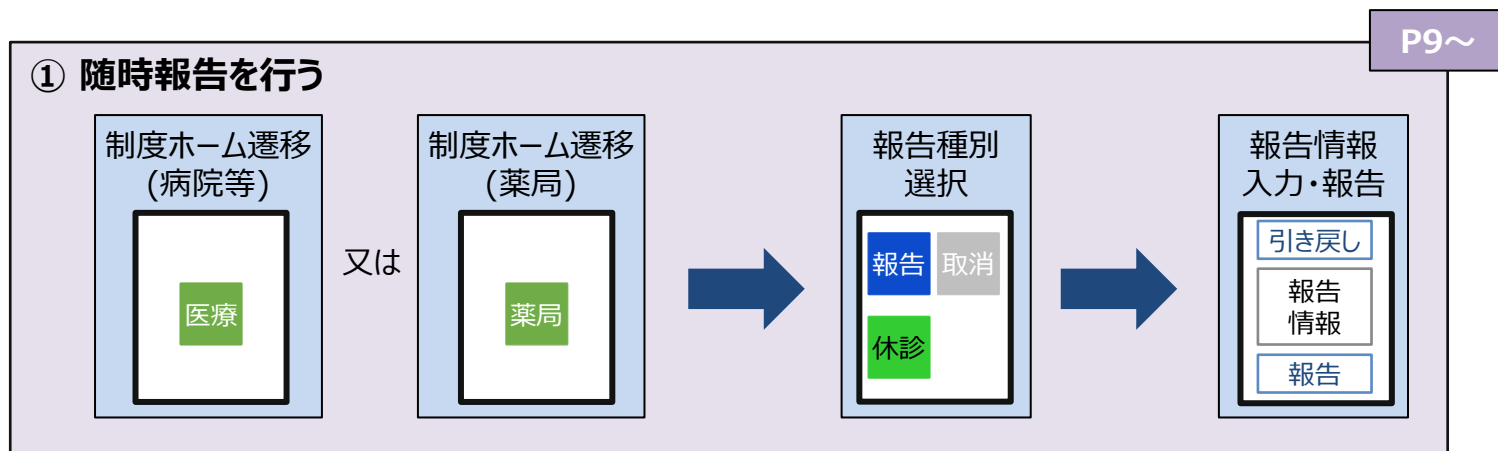 P9～
① 随時報告を行う
制度ホーム遷移
(病院等)
医療
又は
制度ホーム遷移
(薬局)
薬局
報告種別
選択
報告 取消
休診
報告情報
入力・報告
引き戻し
報告
情報
報告